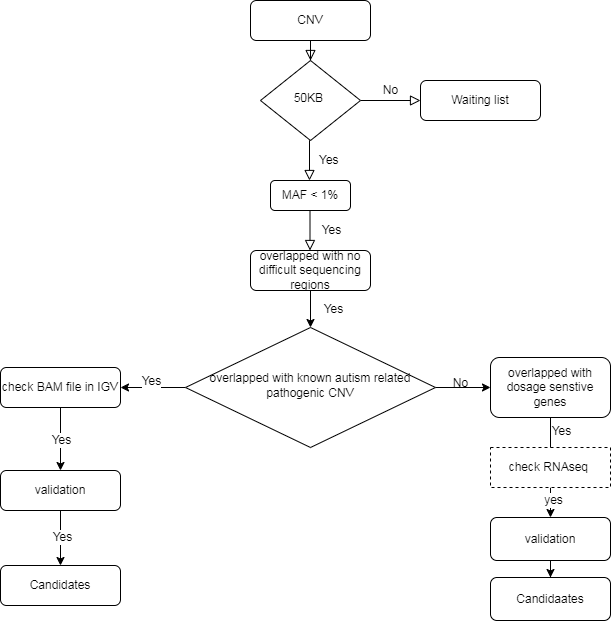 CNV
50KB
No
Waiting list
Yes
MAF < 1%
Yes
overlapped with no
difficult sequencing
regions
Yes
overlapped with known autism related
pathogenic CNV
Yes
No
check BAM file in IGV
overlapped with
dosage senstive
genes
Yes
Yes
check RNAseq
validation
yes
Yes
validation
Candidates
Candidaates